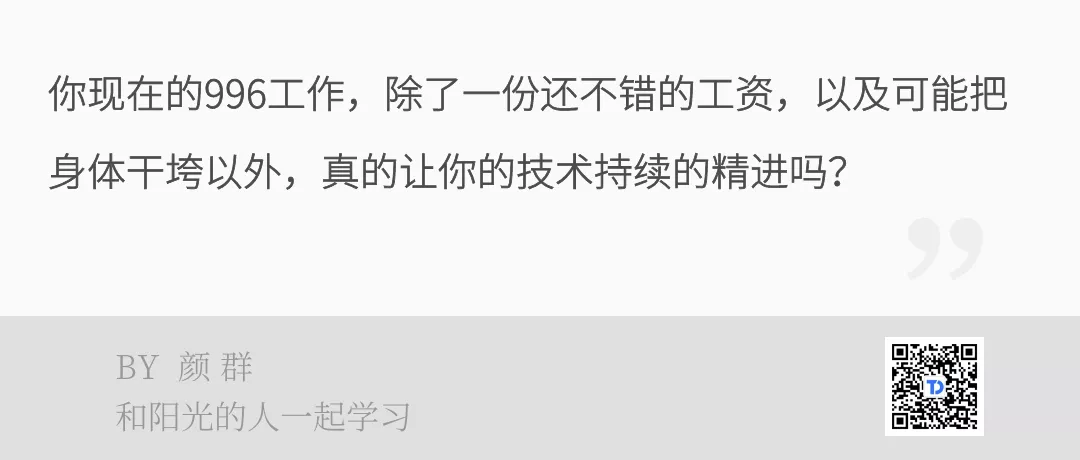 你现在的996工作，除了一份还不错的工资，以及可能把
身体干垮以外，真的让你的技术持续的精进吗？
”
BY 颜 群
和阳光的人一起学习